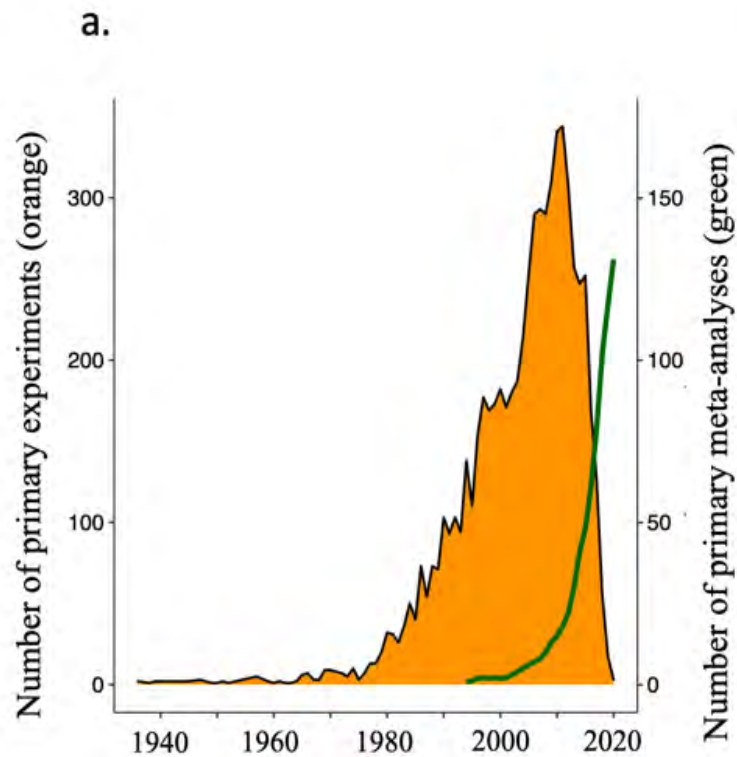 a.
Number of primary experiments (orange)
300
200
100
0
150
100
50
0
Number of primary meta-analyses (green)
1940 1960 1980 2000 2020